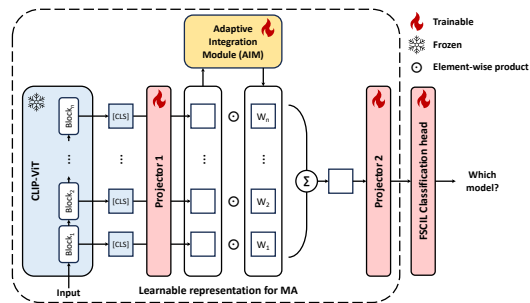 Adaptive
Integration
Module (AIM)
Trainable
Frozen
Element-wise product
CLIP-ViT
Block_n
[CLS]
...
...
Block_2
[CLS]
Block_1
[CLS]
Input
Projector 1
...
W_n
...
W_2
W_1
Σ
Projector 2
FSCIL Classification head
Which
model?
Learnable representation for MA